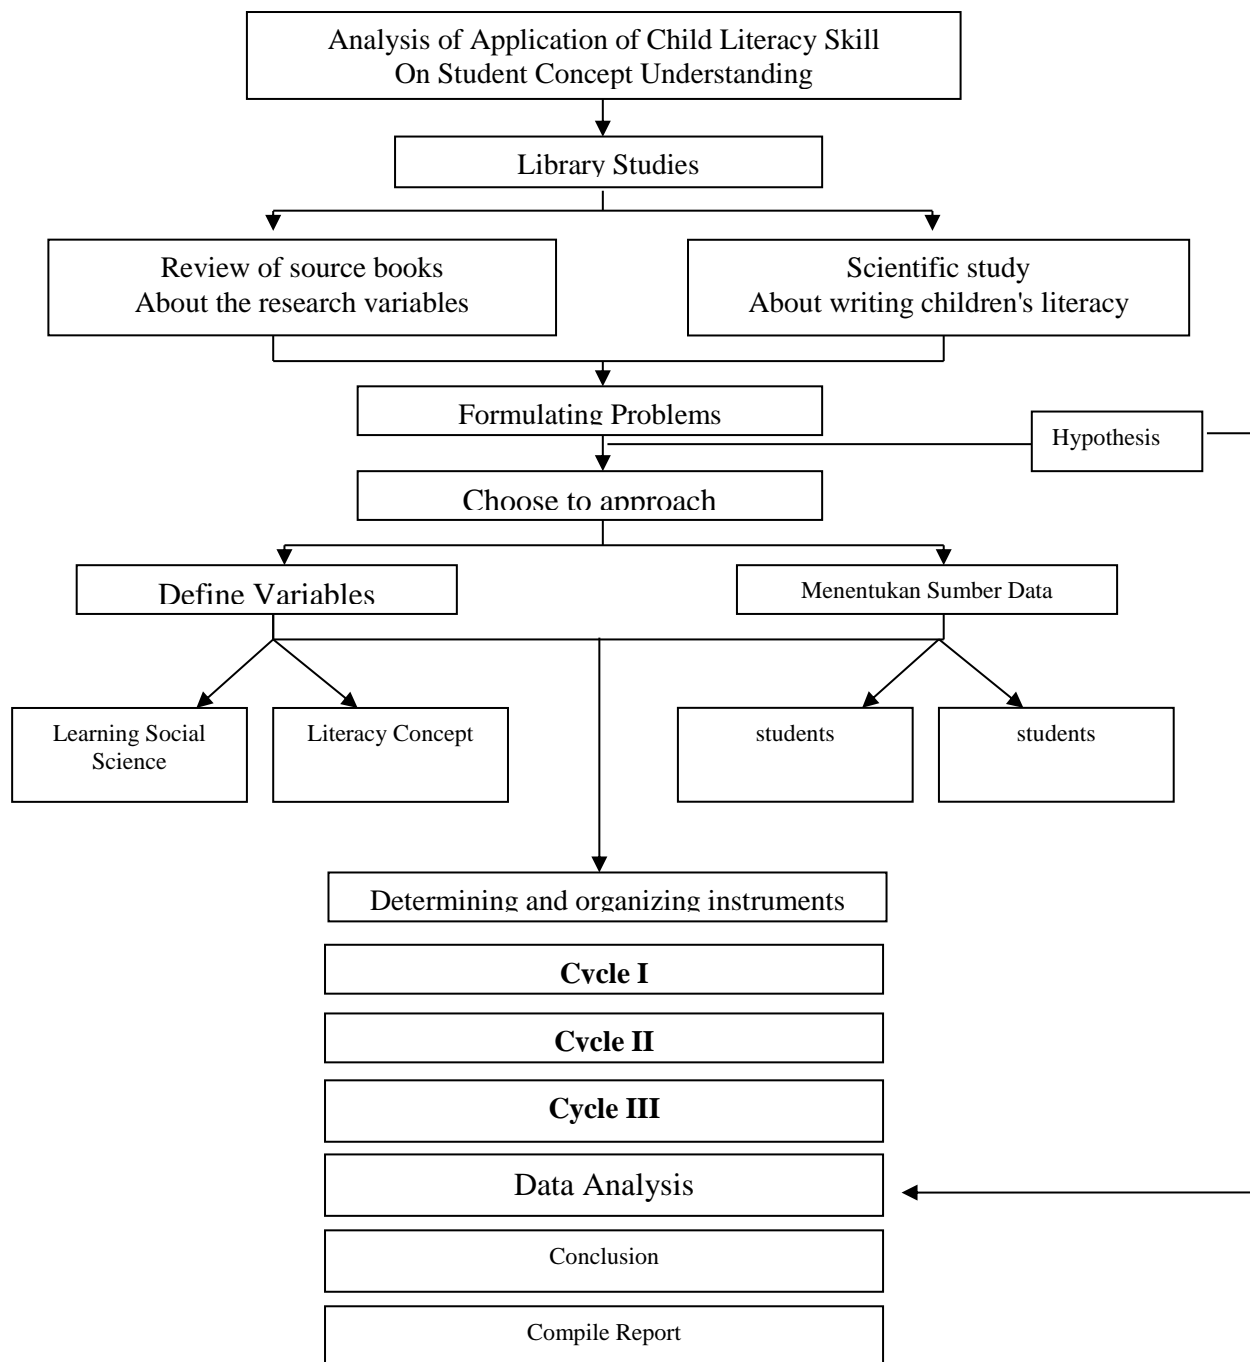 Analysis of Application of Child Literacy Skill
On Student Concept Understanding
Library Studies
Review of source books
About the research variables
Scientific study
About writing children's literacy
Formulating Problems
Hypothesis
Choose to approach
Define Variables
Menentukan Sumber Data
Learning Social
Science
Literacy Concept
students
students
Determining and organizing instruments
Cycle I
Cycle II
Cycle III
Data Analysis
Conclusion
Compile Report